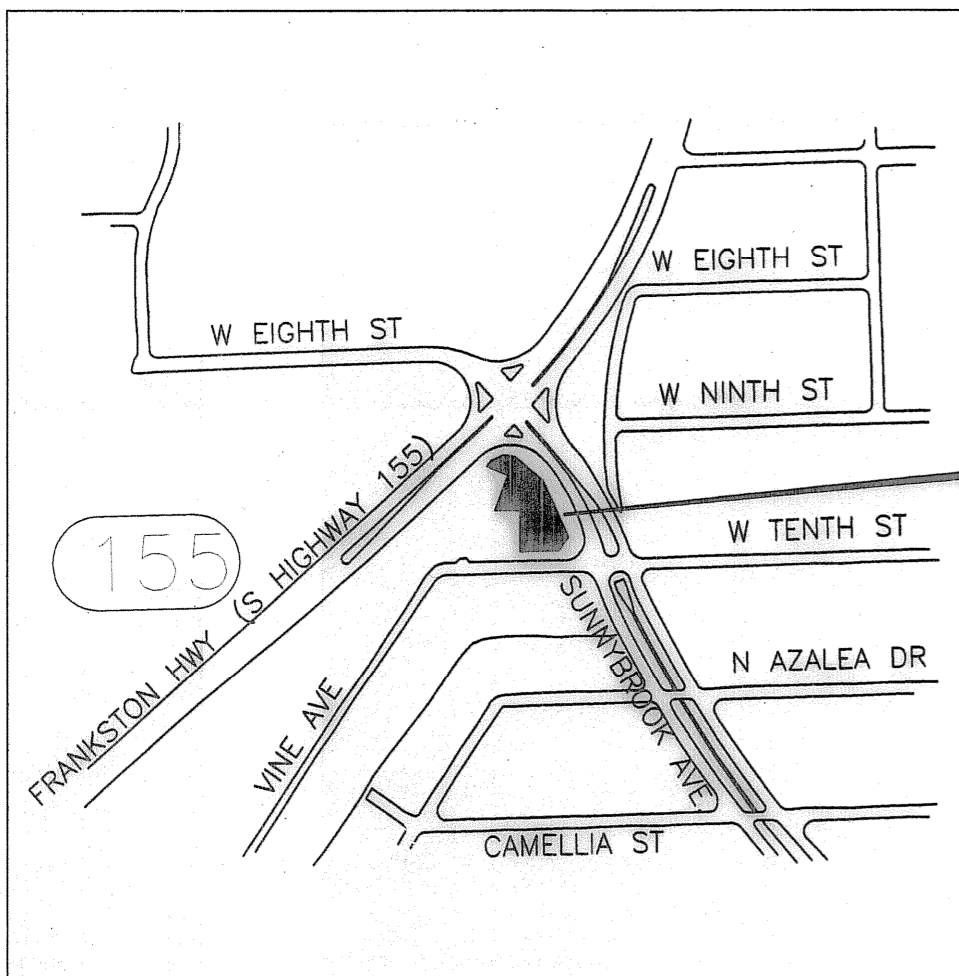 W EIGHTH ST
W EIGHTH ST
W NINTH ST
FRANKSTON HWY (S HIGHWAY 155)
155
W TENTH ST
SUNNYBROOK AVE.
N AZALEA DR
VINE AVE
CAMELLIA ST